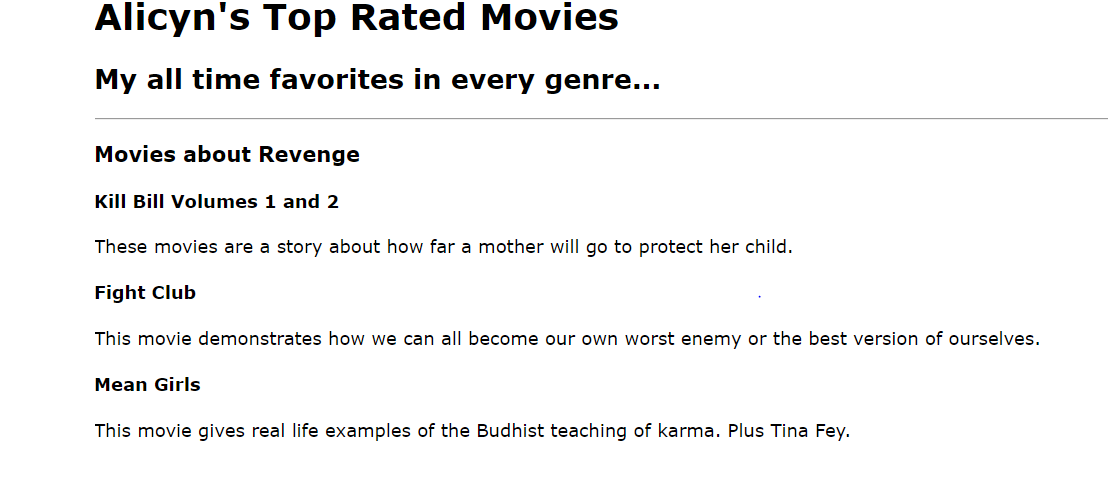 Alicyn's Top Rated Movies
My all time favorites in every genre...
Movies about Revenge
Kill Bill Volumes 1 and 2
These movies are a story about how far a mother will go to protect her child.
Fight Club
This movie demonstrates how we can all become our own worst enemy or the best version of ourselves.
Mean Girls
This movie gives real life examples of the Budhist teaching of karma. Plus Tina Fey.